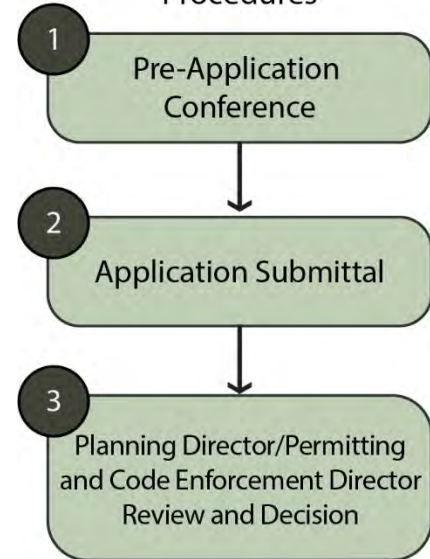 Procedures
1
Pre-Application
Conference
2
Application Submittal
3
Planning Director/Permitting
and Code Enforcement Director
Review and Decision